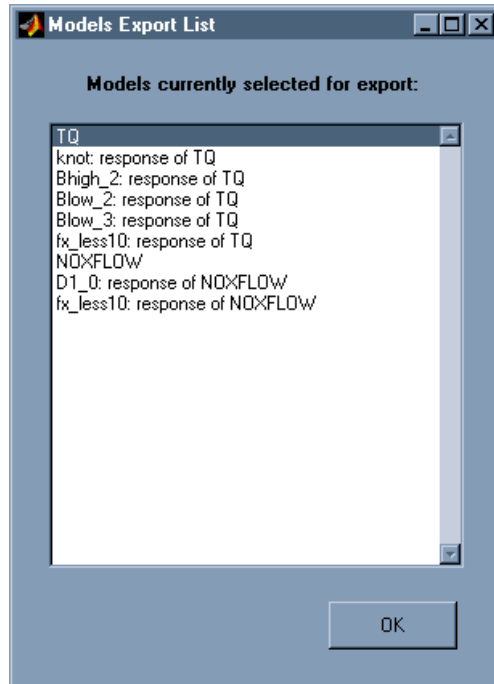 Models Export List
Models currently selected for export:
TQ
knot: response of TQ
Bhigh_2: response of TQ
Blow_2: response of TQ
Blow_3: response of TQ
fx_less10: response of TQ
NOXFLOW
D1_0: response of NOXFLOW
fx_less10: response of NOXFLOW
OK